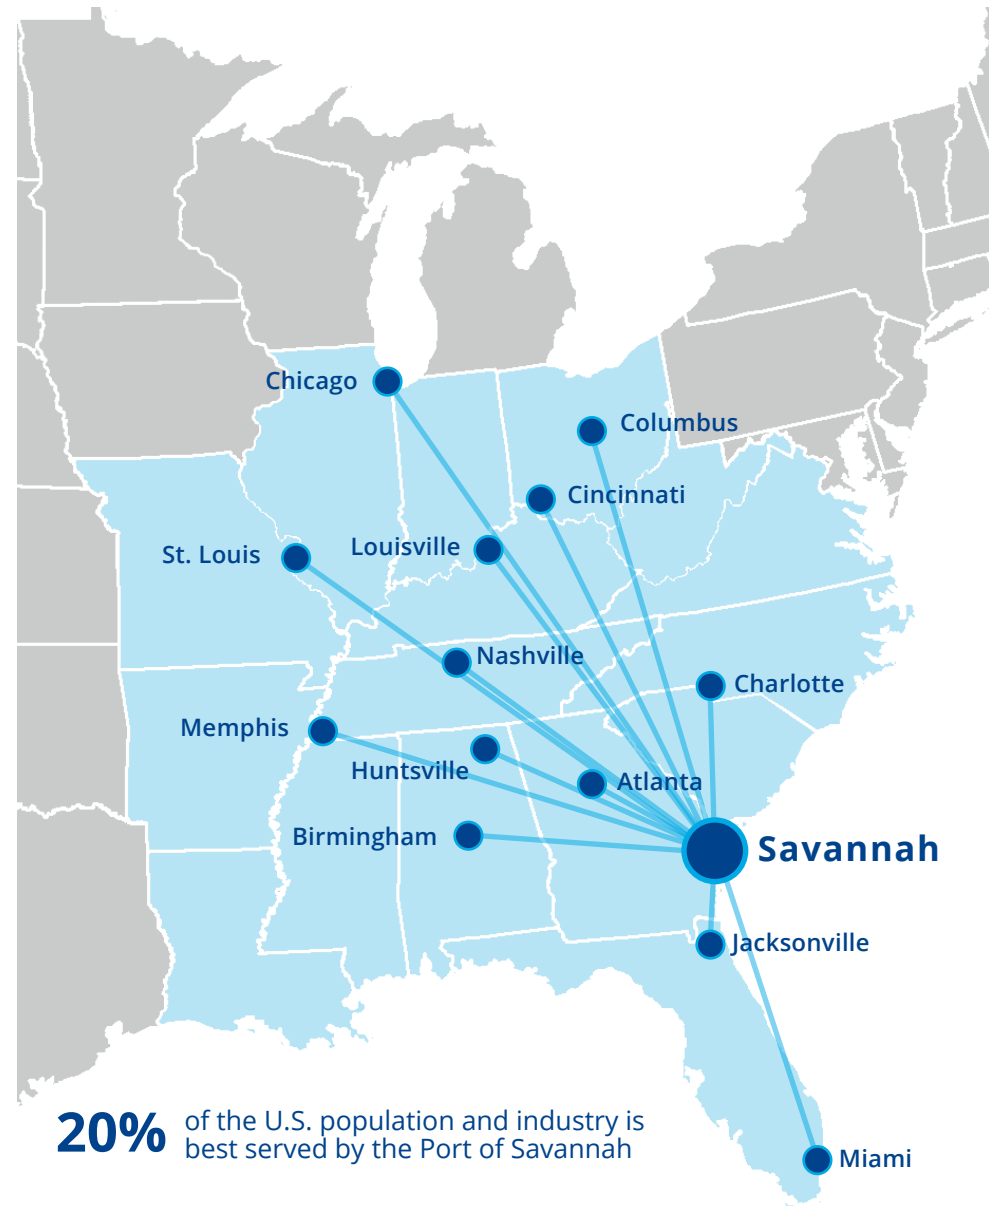 Chicago
Columbus
Cincinnati
Louisville
St. Louis
Nashville
Charlotte
Memphis
Huntsville
Atlanta
Birmingham
Savannah
Jacksonville
20%
of the U.S. population and industry is
best served by the Port of Savannah
Miami